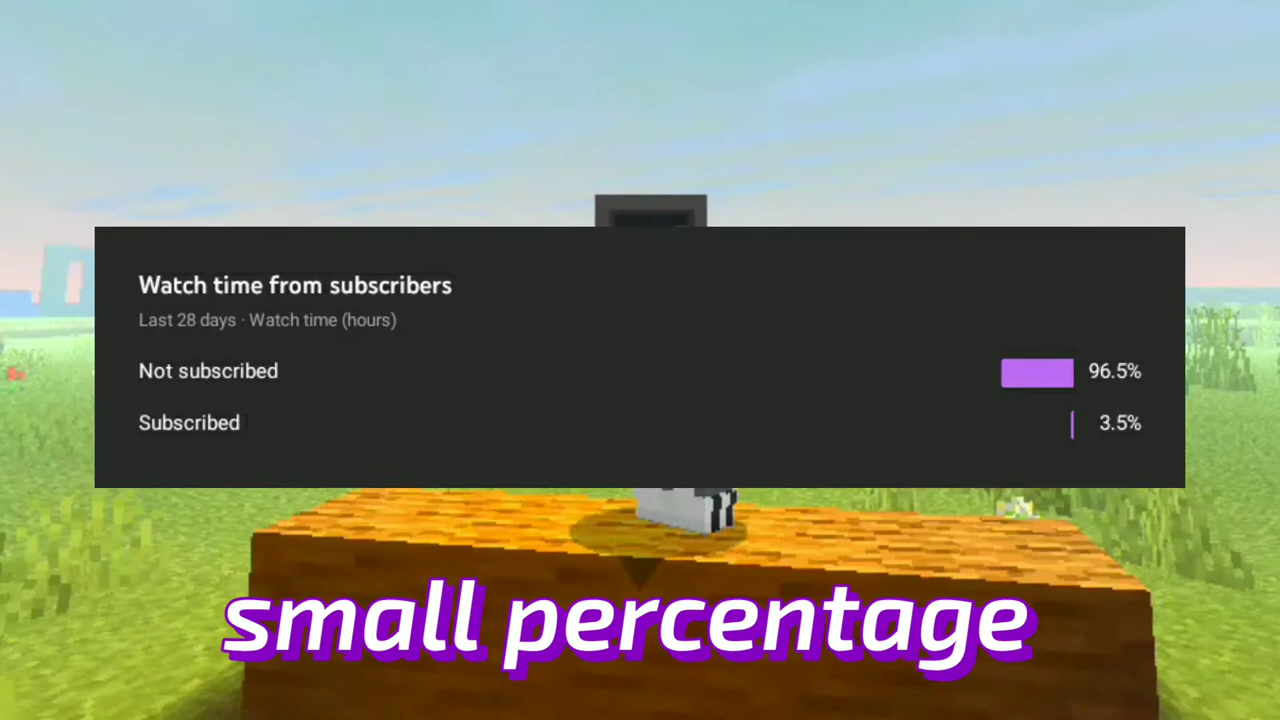 Watch time from subscribers
Last 28 days · Watch time (hours)
Not subscribed 96.5%
Subscribed 3.5%
small percentage